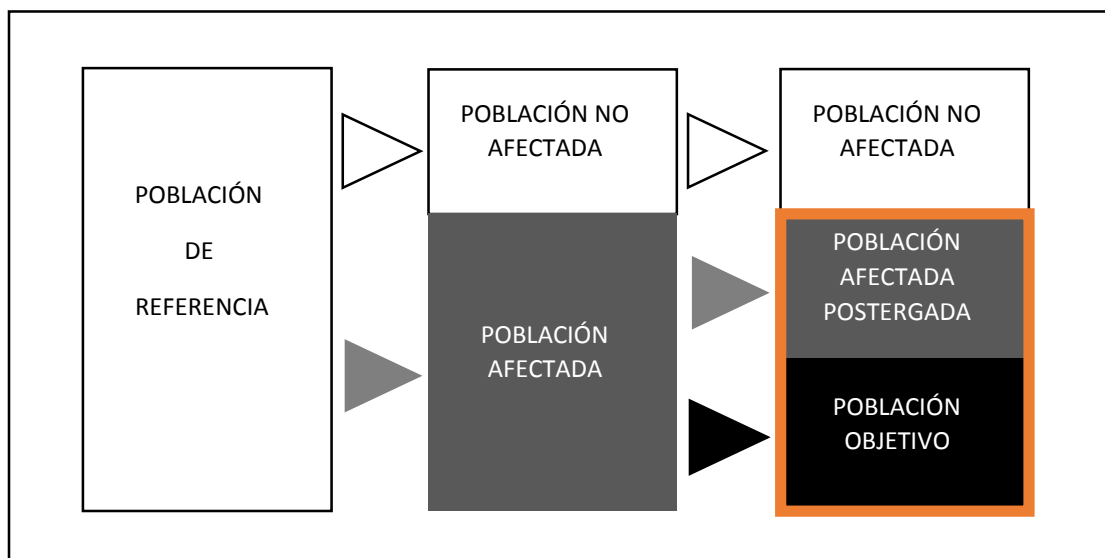 POBLACIÓN
DE
REFERENCIA
POBLACIÓN NO
AFECTADA
POBLACIÓN
AFECTADA
POBLACIÓN NO
AFECTADA
POBLACIÓN
AFECTADA
POSTERGADA
POBLACIÓN
OBJETIVO